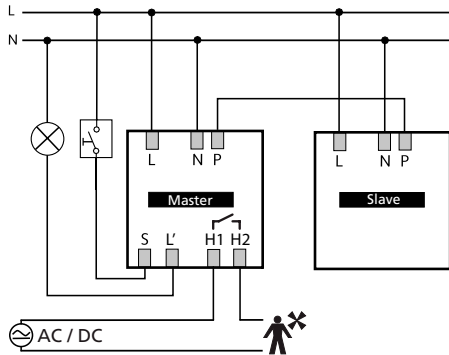 L
N
L N P
L N P
Master
Slave
S L' H1 H2
AC / DC